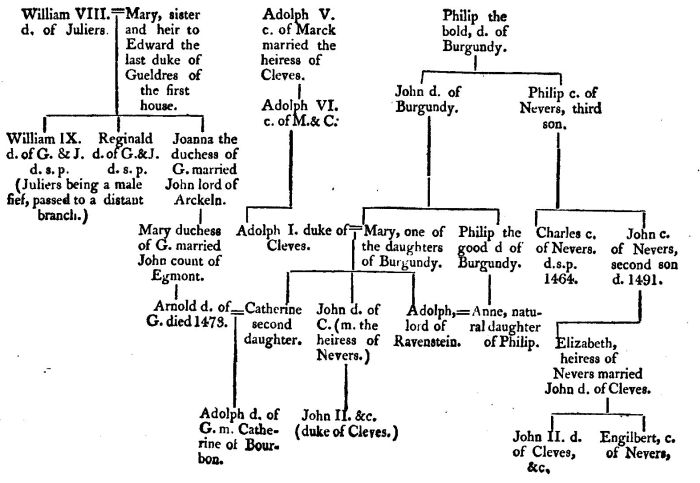 William VIII. = Mary, sister
d. of Juliers. and heir to
Edward the
last duke of
Gueldres of
the first
house.
Adolph V.
c. of Marck
married the
heiress of
Cleves.
Adolph VI.
c. of M.& C.
Philip the
bold, d. of
Burgundy.
John d. of
Burgundy.
Philip c. of
Nevers, third
son.
William IX.
d. of G. & J.
d. s. p.
(Juliers being a male
fief, passed to a distant
branch.)
Reginald
d. of G.&J.
d. s. p.
Joanna the
duchess of
G. married
John lord of
Arckeln.
Mary duchess
of G. married
John count of
Egmont.
Adolph I. duke of =
Cleves.
Mary, one of
the daughters
of Burgundy.
Philip the
good d of
Burgundy.
Charles c.
of Nevers.
d.s.p.
1464.
John c.
of Nevers,
second son
d. 1491.
Arnold d. of =
G. died 1473.
Catherine
second
daughter.
John d. of
C. (m. the
heiress of
Nevers.)
Adolph, =
lord of
Ravenstein.
Anne, natu-
ral daughter
of Philip.
Elizabeth,
heiress of
Nevers married
John d. of Cleves.
Adolph d. of
G. m. Cathe-
rine of Bour-
bon.
John II. &c.
(duke of Cleves.)
John II. d.
of Cleves,
&c,
Engilbert, c.
of Nevers,